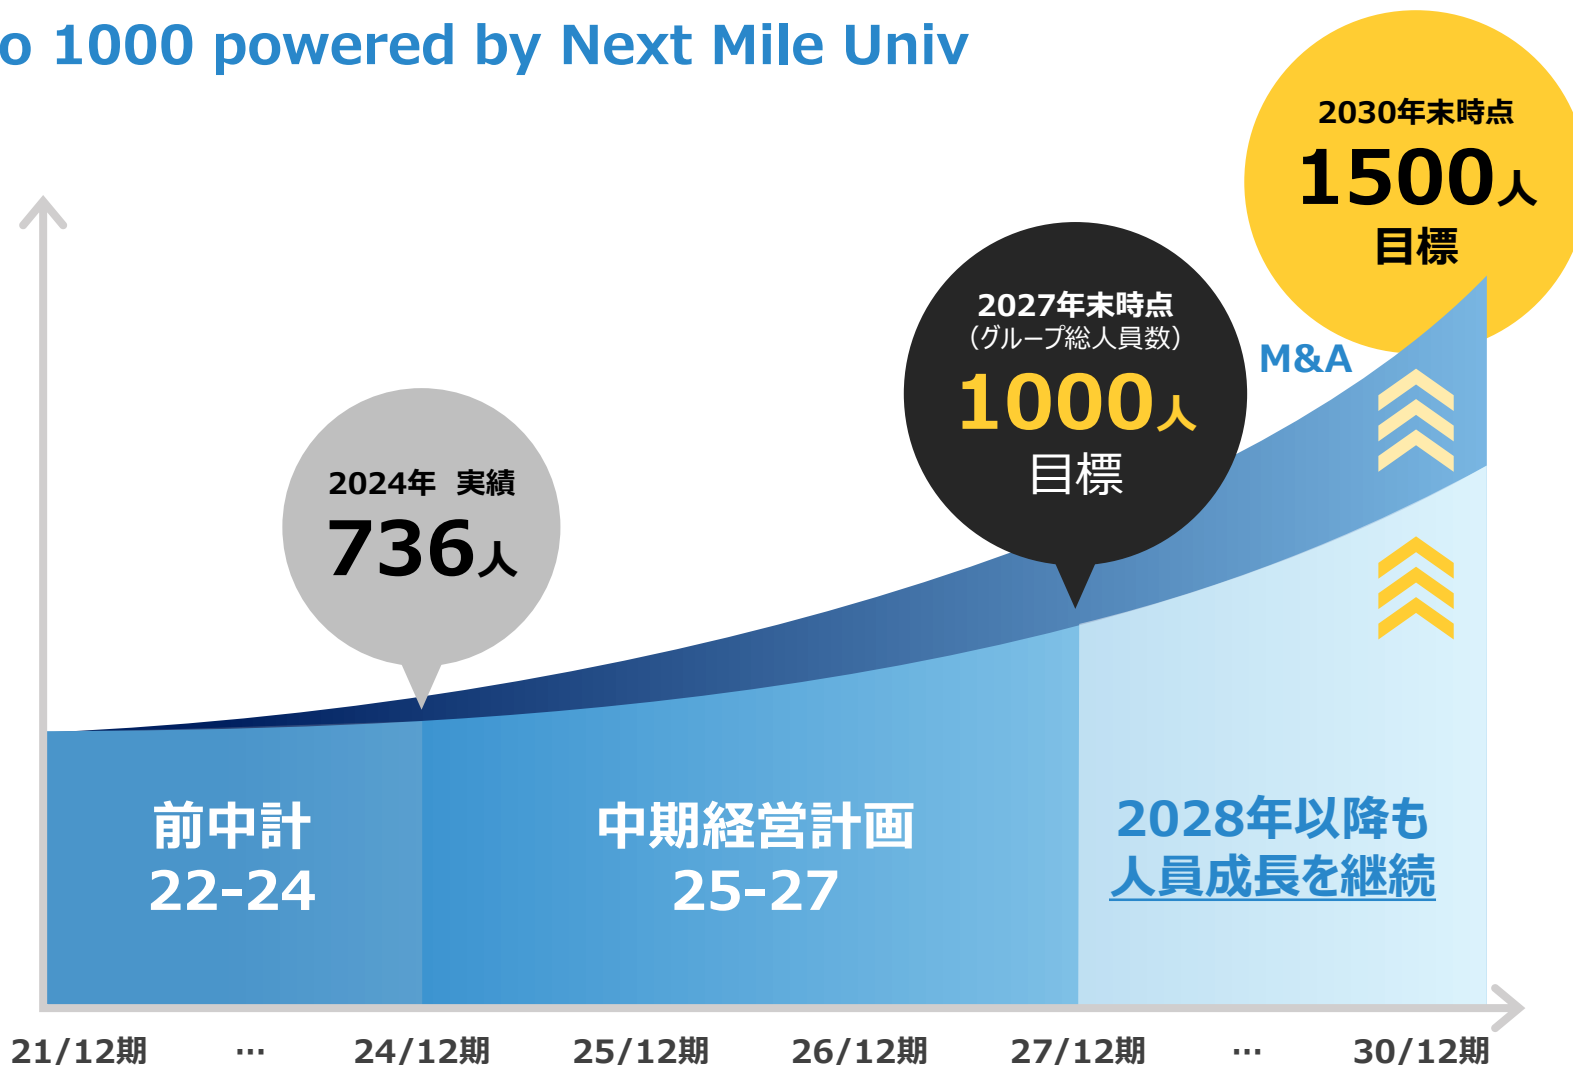 o 1000 powered by Next Mile Univ
2030年末時点
1500人
目標
2027年末時点
（グループ総人員数）
1000人
目標
M&A
2024年 実績
736人
前中計
22-24
中期経営計画
25-27
2028年以降も
人員成長を継続
21/12期 … 24/12期 25/12期 26/12期 27/12期 … 30/12期